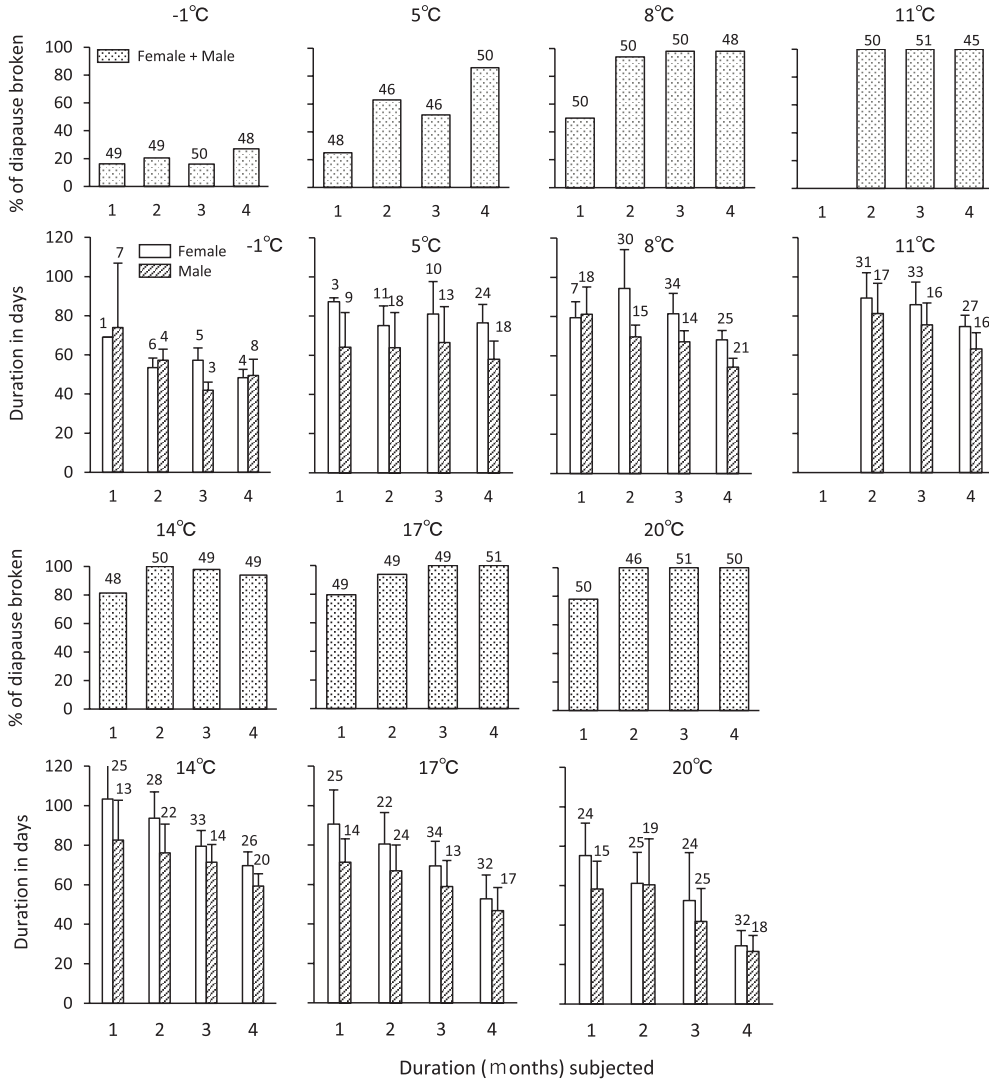 -1℃ 5℃ 8℃ 11℃
% of diapause broken
100
80
60
40
20
0
Female + Male
49 49 50 48
48 46 46 50
50 50 50 48
50 51 45
1 2 3 4 1 2 3 4 1 2 3 4 1 2 3 4
-1℃ 5℃ 8℃ 11℃
Duration in days
120
100
80
60
40
20
0
Female
Male
1 7 6 4 5 3 4 8
3 9 11 18 10 13 24 18
7 18 30 15 34 14 25 21
31 17 33 16 27 16
1 2 3 4 1 2 3 4 1 2 3 4 1 2 3 4
14℃ 17℃ 20℃
% of diapause broken
100
80
60
40
20
0
48 50 49 49
49 49 49 51
50 46 51 50
1 2 3 4 1 2 3 4 1 2 3 4
14℃ 17℃ 20℃
Duration in days
120
100
80
60
40
20
0
25 13 28 22 33 14 26 20
25 14 22 24 34 13 32 17
24 15 25 19 24 25 32 18
1 2 3 4 1 2 3 4 1 2 3 4
Duration (months) subjected